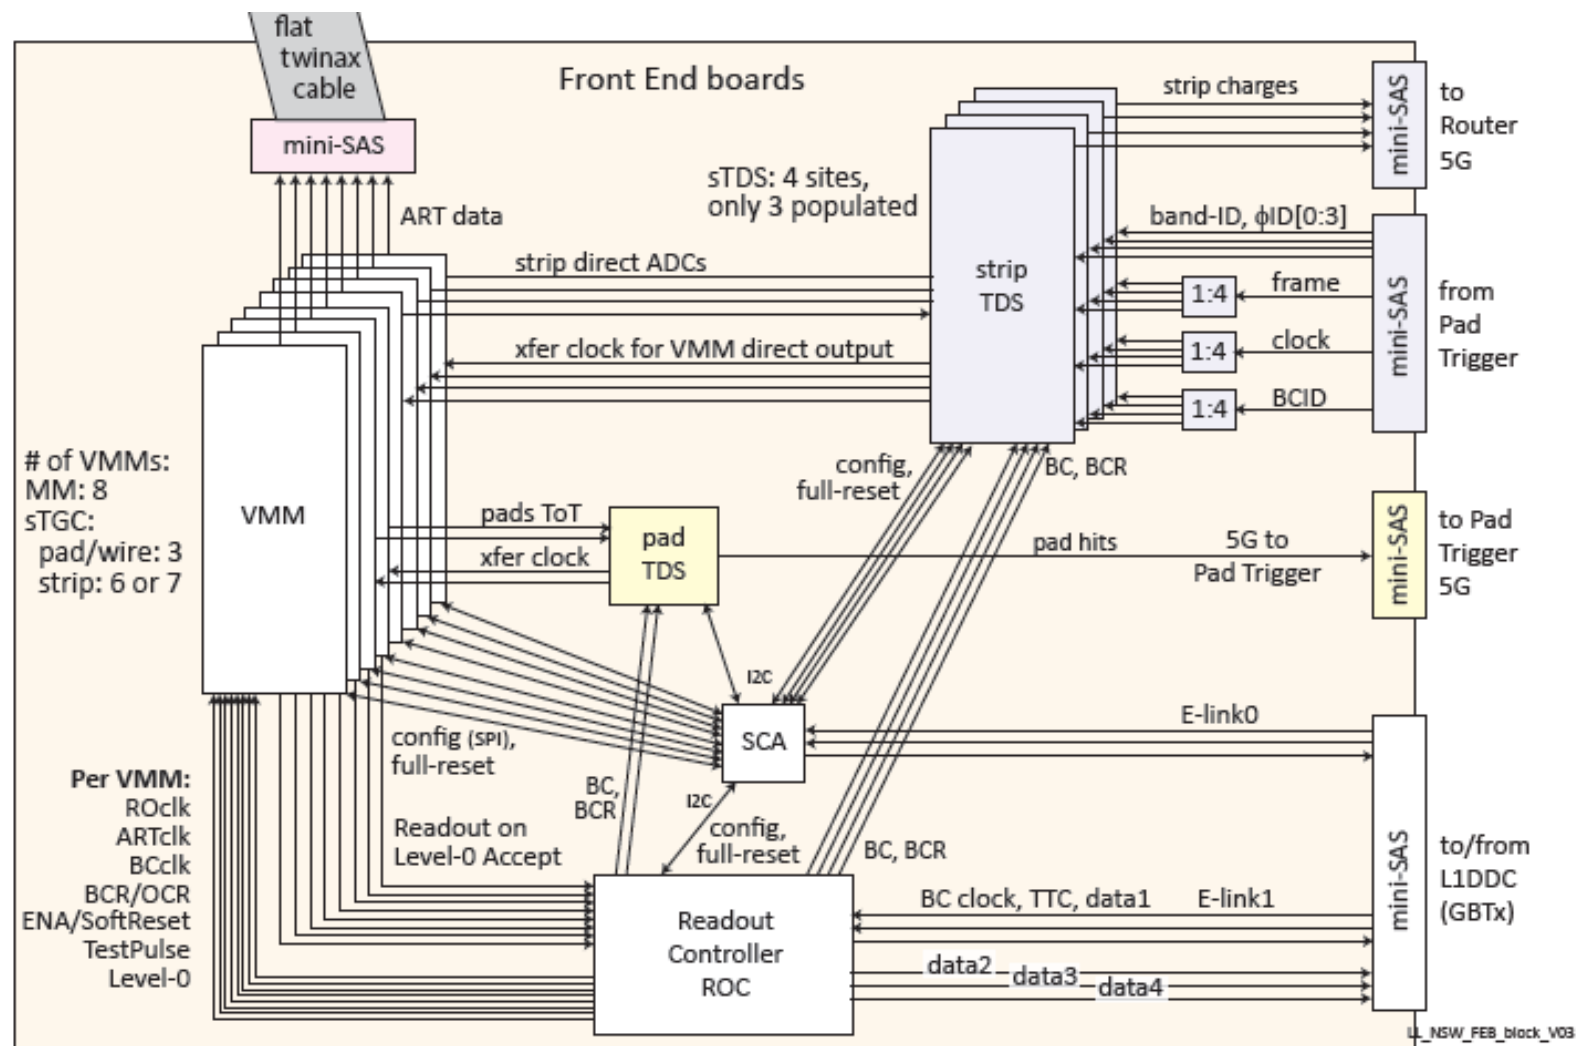 flat
twinax
cable
Front End boards
mini-SAS
ART data
sTDS: 4 sites,
only 3 populated
strip charges
mini-SAS
to
Router
5G
strip direct ADCs
strip
TDS
band-ID, ϕID[0:3]
frame
1:4
clock
1:4
BCID
1:4
mini-SAS
from
Pad
Trigger
xfer clock for VMM direct output
# of VMMs:
MM: 8
sTGC:
pad/wire: 3
strip: 6 or 7
VMM
config,
full-reset
BC, BCR
pads ToT
xfer clock
pad
TDS
pad hits
5G to
Pad Trigger
mini-SAS
to Pad
Trigger
5G
I2C
SCA
E-link0
config (SPI),
full-reset
Per VMM:
ROclk
ARTclk
BCclk
BCR/OCR
ENA/SoftReset
TestPulse
Level-0
BC,
BCR
I2C
config,
full-reset
Readout on
Level-0 Accept
BC, BCR
Readout
Controller
ROC
BC clock, TTC, data1
E-link1
data2
data3
data4
mini-SAS
to/from
L1DDC
(GBTx)
LL_NSW_FEB_block_V03